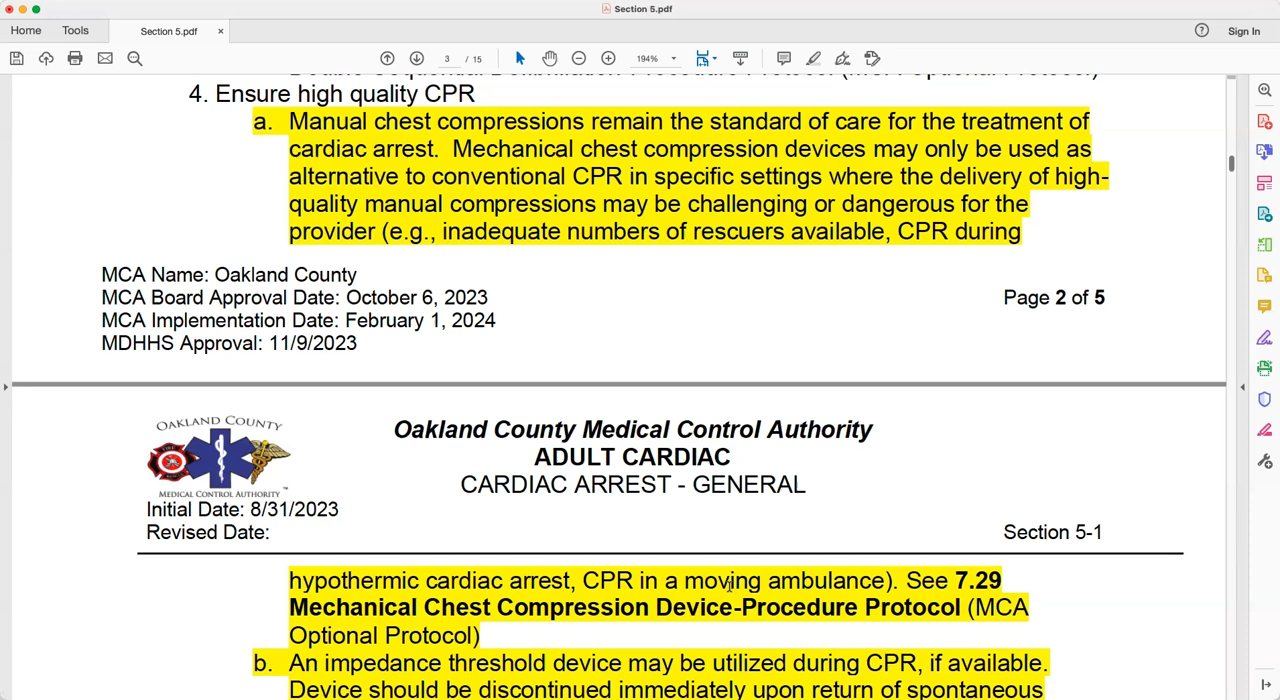 Section 5.pdf
Home
Tools
Section 5.pdf
×
Sign In
3 / 15
194%
4. Ensure high quality CPR
a. Manual chest compressions remain the standard of care for the treatment of
cardiac arrest. Mechanical chest compression devices may only be used as
alternative to conventional CPR in specific settings where the delivery of high-
quality manual compressions may be challenging or dangerous for the
provider (e.g., inadequate numbers of rescuers available, CPR during
MCA Name: Oakland County
MCA Board Approval Date: October 6, 2023
Page 2 of 5
MCA Implementation Date: February 1, 2024
MDHHS Approval: 11/9/2023
OAKLAND COUNTY
MEDICAL CONTROL AUTHORITY
Oakland County Medical Control Authority
ADULT CARDIAC
CARDIAC ARREST - GENERAL
Initial Date: 8/31/2023
Revised Date:
Section 5-1
hypothermic cardiac arrest, CPR in a moving ambulance). See 7.29
Mechanical Chest Compression Device-Procedure Protocol (MCA
Optional Protocol)
b. An impedance threshold device may be utilized during CPR, if available.
Device should be discontinued immediately upon return of spontaneous